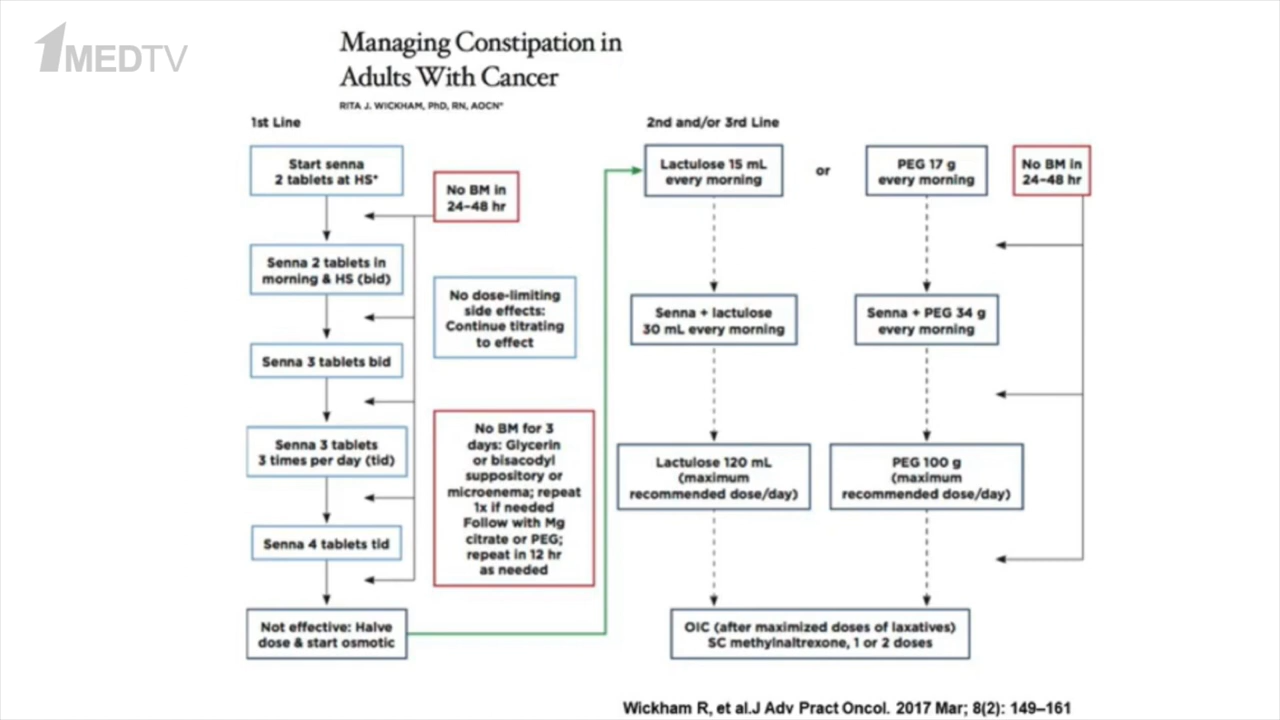 1MEDTV
Managing Constipation in
Adults With Cancer
RITA J. WICKHAM, PhD, RN, AOCN®
1st Line
Start senna
2 tablets at HS*
No BM in
24–48 hr
Senna 2 tablets in
morning & HS (bid)
No dose-limiting
side effects:
Continue titrating
to effect
Senna 3 tablets bid
Senna 3 tablets
3 times per day (tid)
No BM for 3
days: Glycerin
or bisacodyl
suppository or
microenema; repeat
1x if needed
Follow with Mg
citrate or PEG;
repeat in 12 hr
as needed
Senna 4 tablets tid
Not effective: Halve
dose & start osmotic
2nd and/or 3rd Line
Lactulose 15 mL
every morning
or
PEG 17 g
every morning
No BM in
24–48 hr
Senna + lactulose
30 mL every morning
Senna + PEG 34 g
every morning
Lactulose 120 mL
(maximum
recommended dose/day)
PEG 100 g
(maximum
recommended dose/day)
OIC (after maximized doses of laxatives)
SC methylnaltrexone, 1 or 2 doses
Wickham R, et al.J Adv Pract Oncol. 2017 Mar; 8(2): 149–161